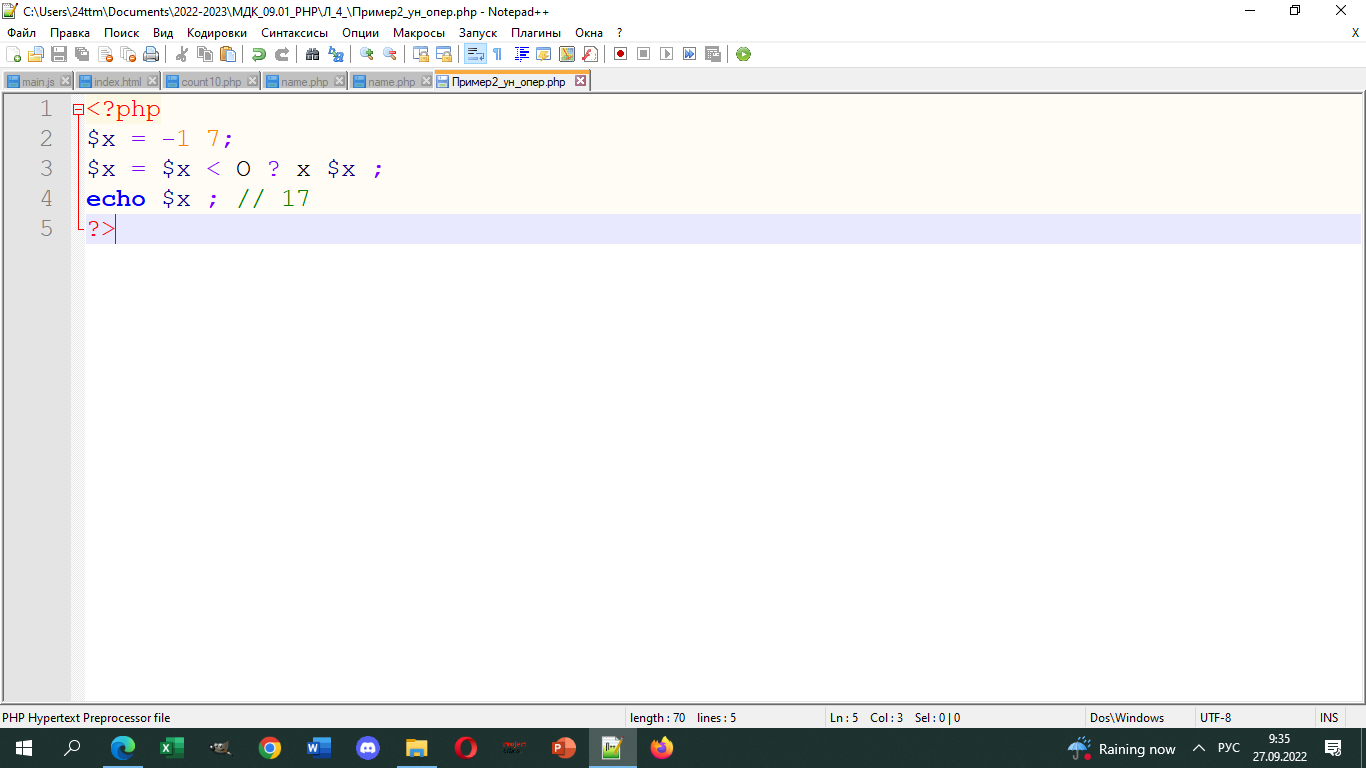 C:\Users\24ttm\Documents\2022-2023\МДК_09.01_PHP\Л_4_\Пример2_ун_опер.php - Notepad++
Файл Правка Поиск Вид Кодировки Синтаксисы Опции Макросы Запуск Плагины Окна ? X
main.js index.html count10.php name.php name.php Пример2_ун_опер.php
1 <?php
2 $x = -1 7;
3 $x = $x < O ? x $x ;
4 echo $x ; // 17
5 ?>
PHP Hypertext Preprocessor file length : 70 lines : 5 Ln : 5 Col : 3 Sel : 0 | 0 Dos\Windows UTF-8 INS
Raining now РУС 9:35
27.09.2022